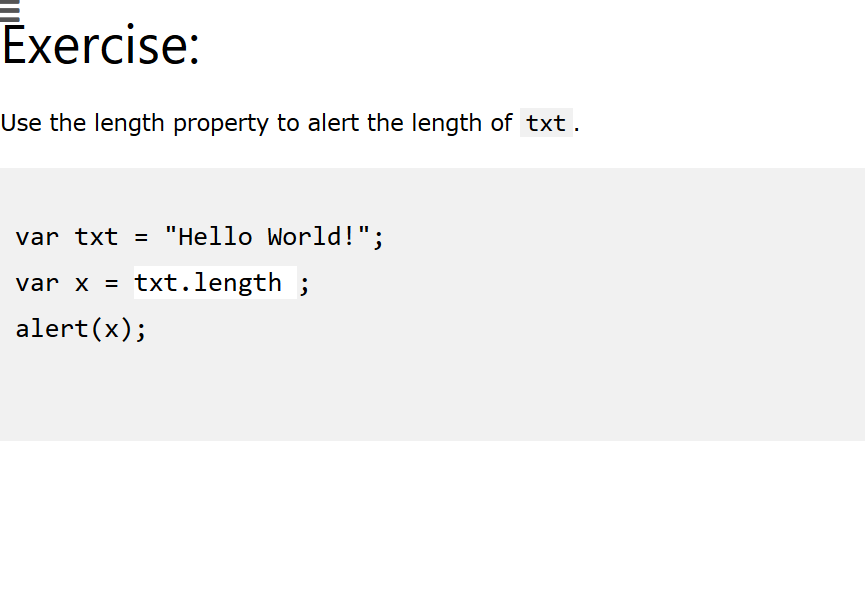 Exercise:
Use the length property to alert the length of txt.
var txt = "Hello World!";
var x = txt.length ;
alert(x);